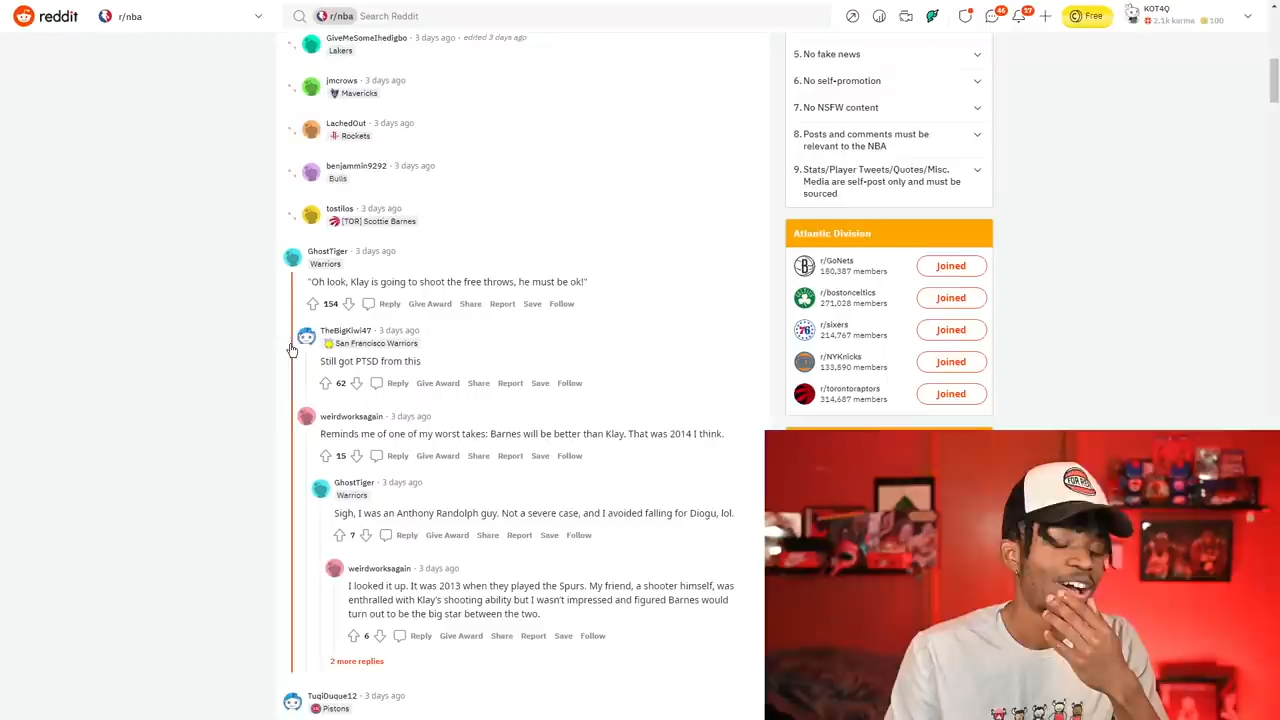 reddit
r/nba
r/nba Search Reddit
46
17
Free
KOT4Q
2.1k karma 100
GiveMeSomeIhedigbo · 3 days ago · edited 3 days ago
Lakers
jmcrows · 3 days ago
Mavericks
LachedOut · 3 days ago
Rockets
benjammin9292 · 3 days ago
Bulls
tostilos · 3 days ago
[TOR] Scottie Barnes
GhostTiger · 3 days ago
Warriors
"Oh look, Klay is going to shoot the free throws, he must be ok!"
154 Reply Give Award Share Report Save Follow
TheBigKiwi47 · 3 days ago
San Francisco Warriors
Still got PTSD from this
62 Reply Give Award Share Report Save Follow
weirdworksagain · 3 days ago
Reminds me of one of my worst takes: Barnes will be better than Klay. That was 2014 I think.
15 Reply Give Award Share Report Save Follow
GhostTiger · 3 days ago
Warriors
Sigh, I was an Anthony Randolph guy. Not a severe case, and I avoided falling for Diogu, lol.
7 Reply Give Award Share Report Save Follow
weirdworksagain · 3 days ago
I looked it up. It was 2013 when they played the Spurs. My friend, a shooter himself, was
enthralled with Klay's shooting ability but I wasn't impressed and figured Barnes would
turn out to be the big star between the two.
6 Reply Give Award Share Report Save Follow
2 more replies
TuqiDuque12 · 3 days ago
Pistons
5. No fake news
6. No self-promotion
7. No NSFW content
8. Posts and comments must be
relevant to the NBA
9. Stats/Player Tweets/Quotes/Misc.
Media are self-post only and must be
sourced
Atlantic Division
r/GoNets
180,387 members
Joined
r/bostonceltics
271,028 members
Joined
r/sixers
214,767 members
Joined
r/NYKnicks
133,590 members
Joined
r/torontoraptors
314,687 members
Joined